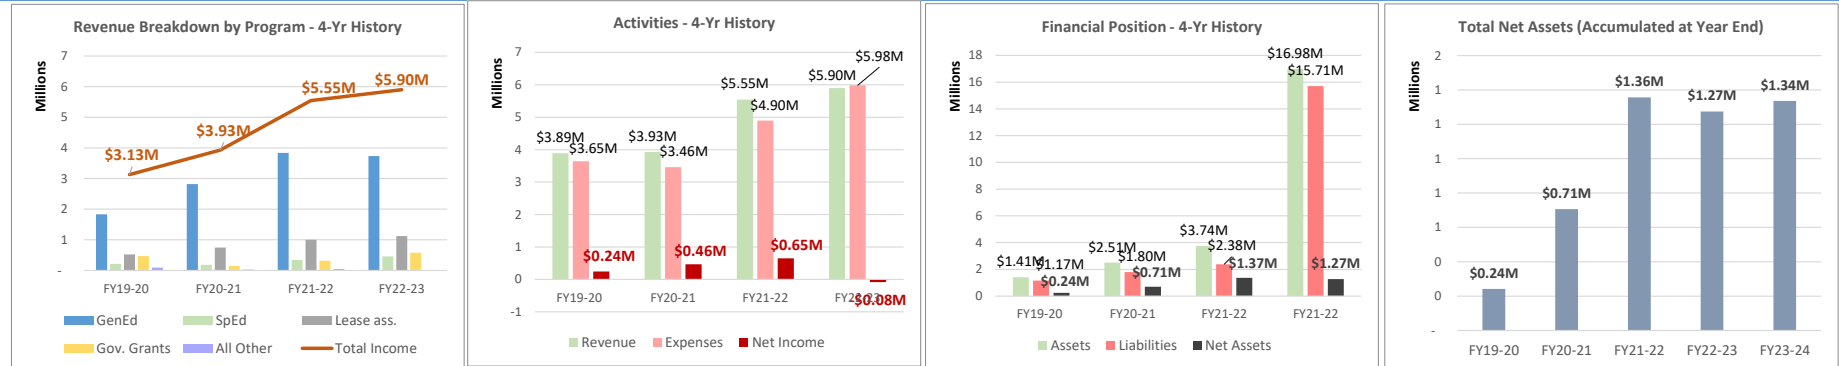 Revenue Breakdown by Program - 4-Yr History
Millions
7
6
5
4
3
2
1
-
$3.13M
$3.93M
$5.55M
$5.90M
FY19-20
FY20-21
FY21-22
FY22-23
GenEd
SpEd
Lease ass.
Gov. Grants
All Other
Total Income
Activities - 4-Yr History
Millions
7
6
5
4
3
2
1
0
-1
$3.89M
$3.65M
$0.24M
$3.93M
$3.46M
$0.46M
$5.55M
$4.90M
$0.65M
$5.90M
$5.98M
$0.08M
FY19-20
FY20-21
FY21-22
FY22-23
Revenue
Expenses
Net Income
Financial Position - 4-Yr History
Millions
18
16
14
12
10
8
6
4
2
0
$1.41M
$1.17M
$0.24M
$2.51M
$1.80M
$0.71M
$3.74M
$2.38M
$1.37M
$16.98M
$15.71M
$1.27M
FY19-20
FY20-21
FY21-22
FY21-22
Assets
Liabilities
Net Assets
Total Net Assets (Accumulated at Year End)
Millions
2
1
1
1
1
1
0
0
-
$0.24M
$0.71M
$1.36M
$1.27M
$1.34M
FY19-20
FY20-21
FY21-22
FY22-23
FY23-24